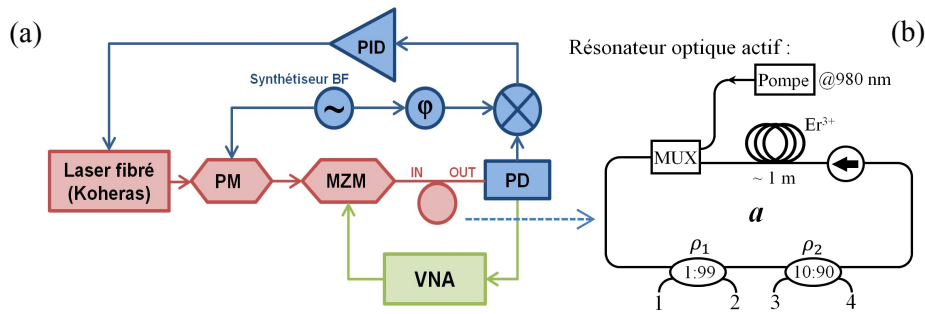 (a)
PID
Synthétiseur BF
~
φ
Laser fibré
(Koheras)
PM
MZM
IN
OUT
PD
VNA
(b)
Résonateur optique actif :
Pompe
@980 nm
Er³⁺
MUX
~ 1 m
a
ρ₁
ρ₂
1:99
10:90
1
2
3
4